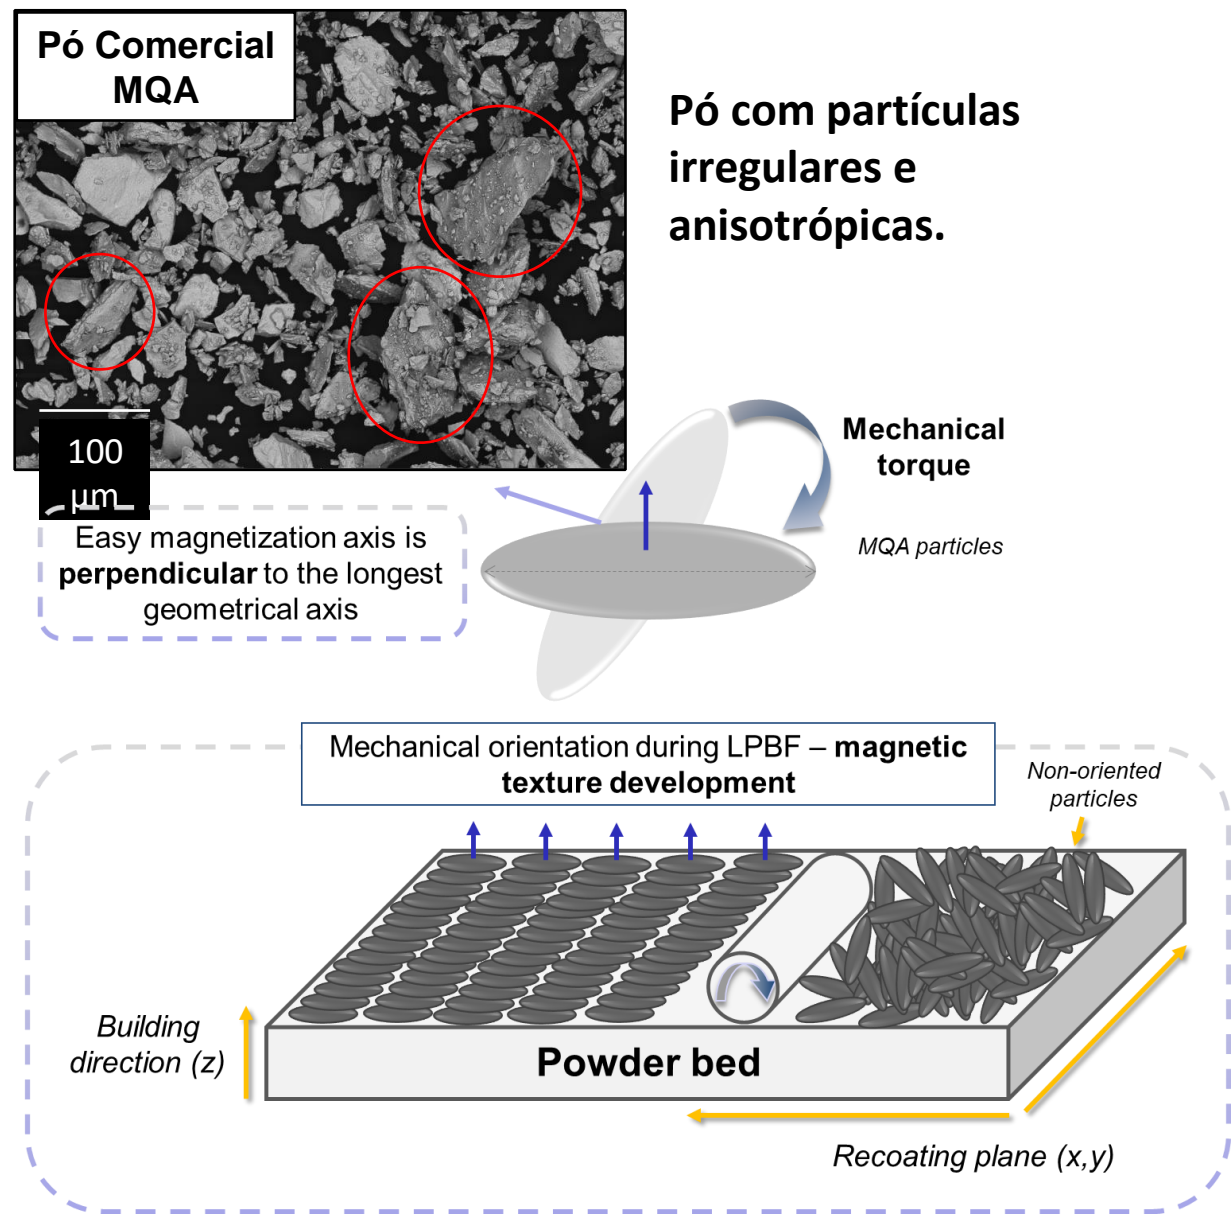 Pó Comercial
MQA
Pó com partículas
irregulares e
anisotrópicas.
100
µm
Mechanical
torque
MQA particles
Easy magnetization axis is
perpendicular to the longest
geometrical axis
Mechanical orientation during LPBF – magnetic
texture development
Non-oriented
particles
Building
direction (z)
Powder bed
Recoating plane (x,y)